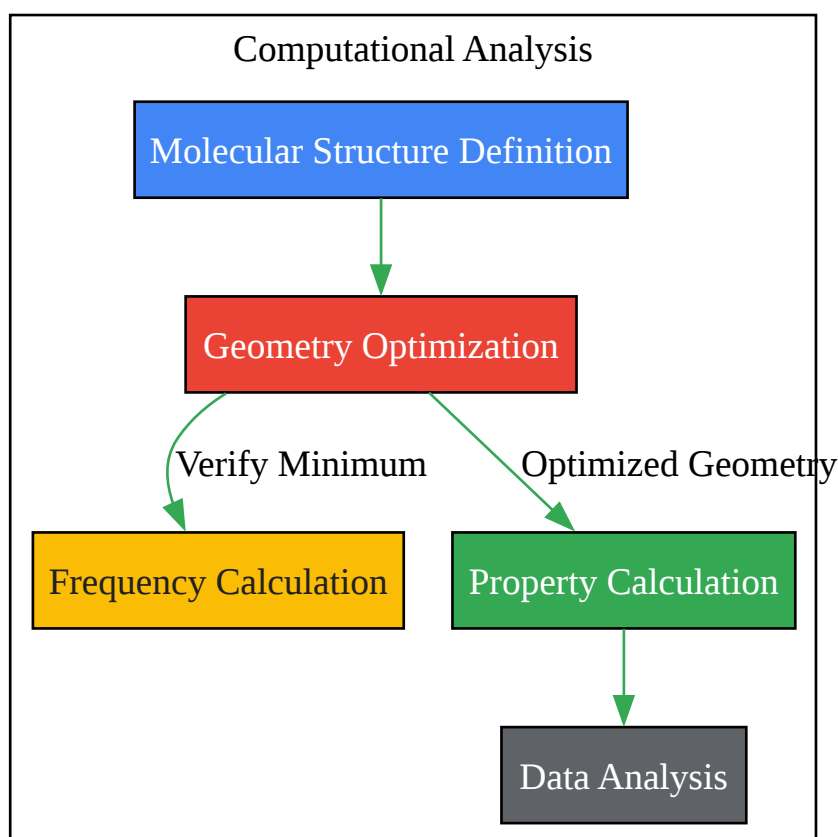 Computational Analysis
Molecular Structure Definition
Geometry Optimization
Verify Minimum
Optimized Geometry
Frequency Calculation
Property Calculation
Data Analysis